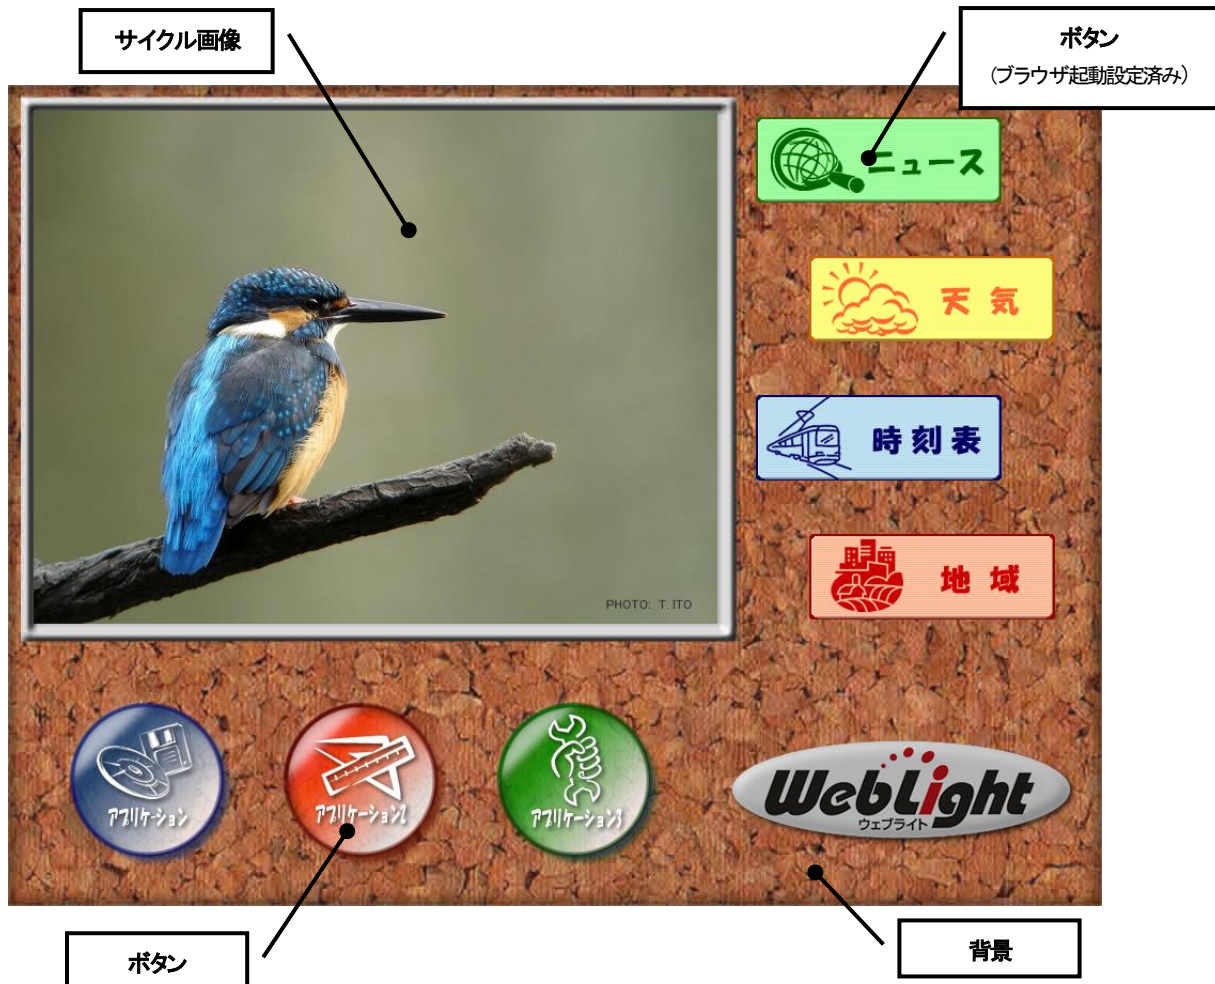 サイクル画像
ボタン
（ブラウザ起動設定済み）
ニュース
天気
時刻表
地域
PHOTO: T. ITO
アプリケーション
アプリケーション2
アプリケーション3
WebLight
ウェブライト
ボタン
背景